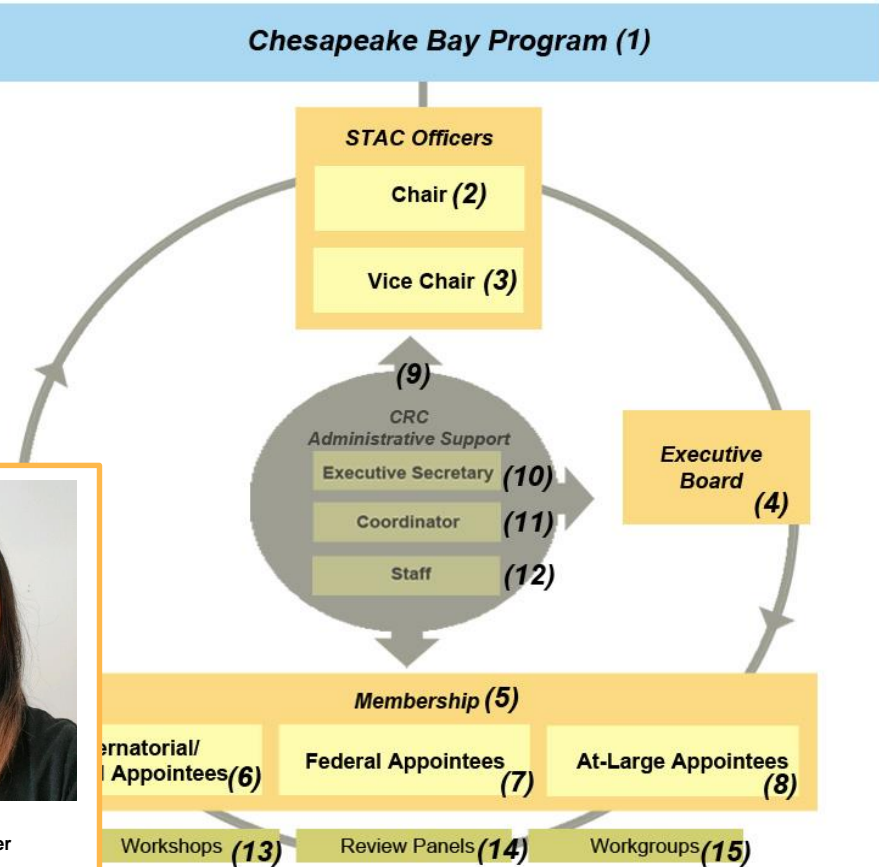 Chesapeake Bay Program (1)
STAC Officers
Chair (2)
Vice Chair (3)
(9)
CRC
Administrative Support
Executive Secretary (10)
Coordinator (11)
Staff (12)
Executive
Board
(4)
Membership (5)
ernatorial/
Appointees (6)
Federal Appointees
(7)
At-Large Appointees
(8)
er
Workshops (13)
Review Panels (14)
Workgroups (15)